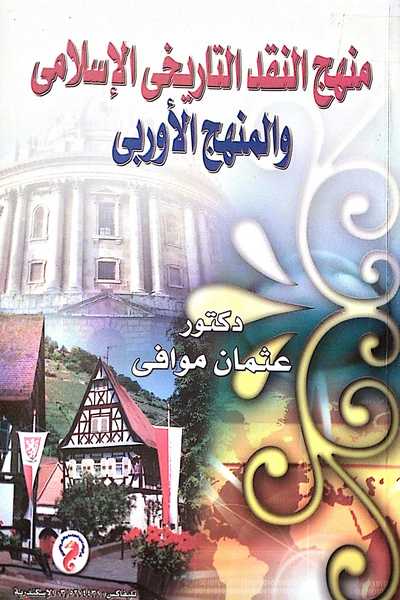 منهج النقد التاريخى الإسلامى
والمنهج الأوربى
دكتور
عثمان موافى